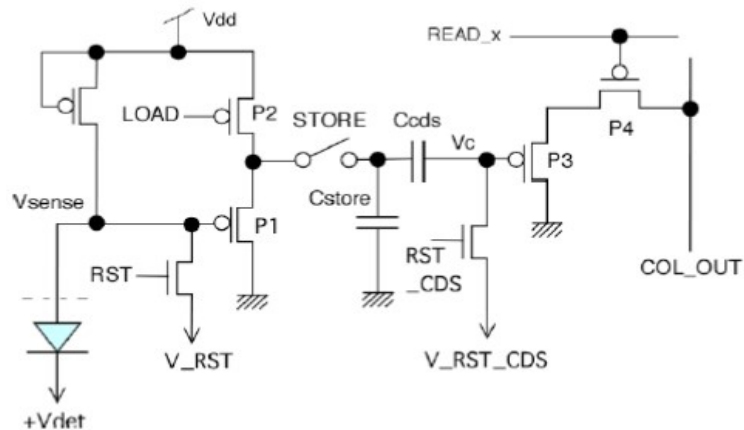 Vdd
READ_x
LOAD
P2
STORE
Ccds
Vc
P3
P4
Vsense
P1
Cstore
RST
RST
_CDS
COL_OUT
V_RST
V_RST_CDS
+Vdet